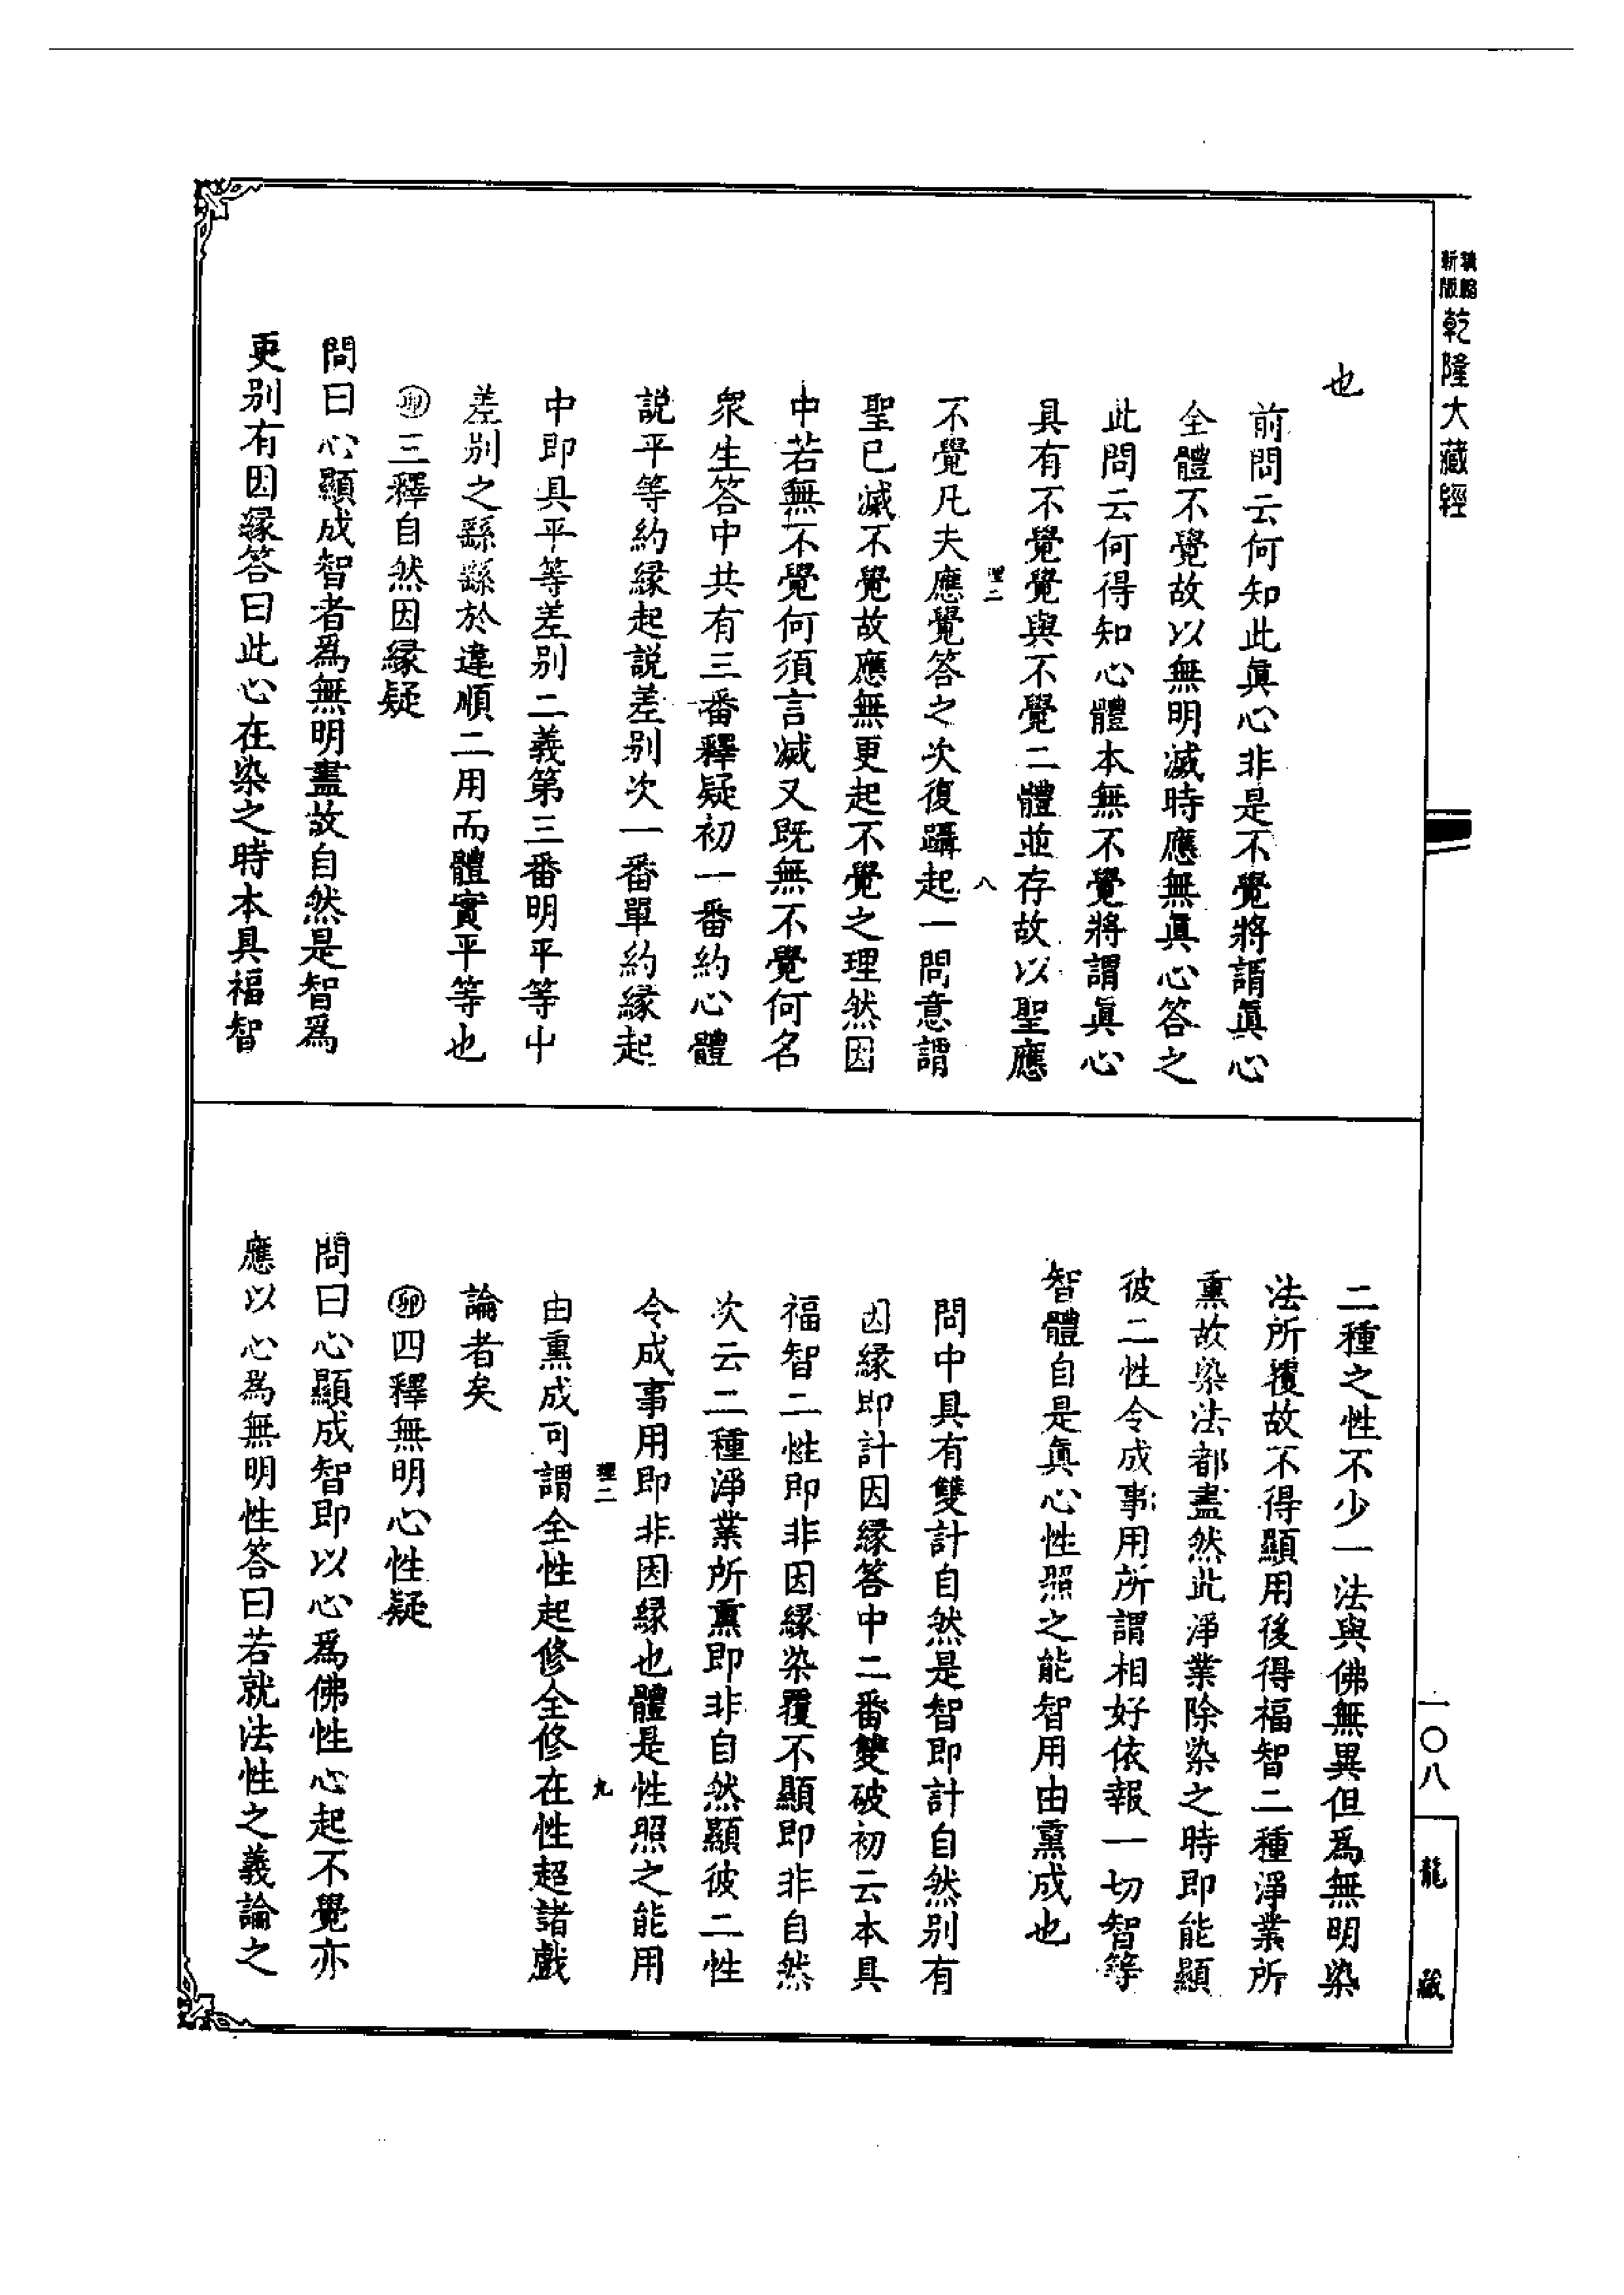 新版精縮乾隆大藏經
也
前問云何知此眞心非是不覺將謂眞心
全體不覺故以無明滅時應無眞心答之
此問云何得知心體本無不覺將謂眞心
具有不覺覺與不覺二體並存故以聖應
理二
八
不覺凡夫應覺答之次復躡起一問意謂
聖已滅不覺故應無更起不覺之理然因
中若無不覺何須言滅又既無不覺何名
衆生答中共有三番釋疑初一番約心體
說平等約緣起說差别次一番單約緣起
中即具平等差别二義第三番明平等中
差别之繇繇於違順二用而體實平等也
㊞三釋自然因緣疑
問曰心顯成智者爲無明盡故自然是智爲
更别有因緣答曰此心在染之時本具福智
二種之性不少一法與佛無異但爲無明染
法所覆故不得顯用後得福智二種淨業所
熏故染法都盡然此淨業除染之時即能顯
彼二性令成事用所謂相好依報一切智等
智體自是眞心性照之能智用由熏成也
問中具有雙計自然是智即計自然别有
因緣即計因緣答中二番雙破初云本具
福智二性即非因緣染覆不顯即非自然
次云二種淨業所熏即非自然顯彼二性
令成事用即非因緣也體是性照之能用
理二
九
由熏成可謂全性起修全修在性超諸戲
論者矣
卯四釋無明心性疑
問曰心顯成智即以心爲佛性心起不覺亦
應以心爲無明性答曰若就法性之義論之
一〇八
龍藏